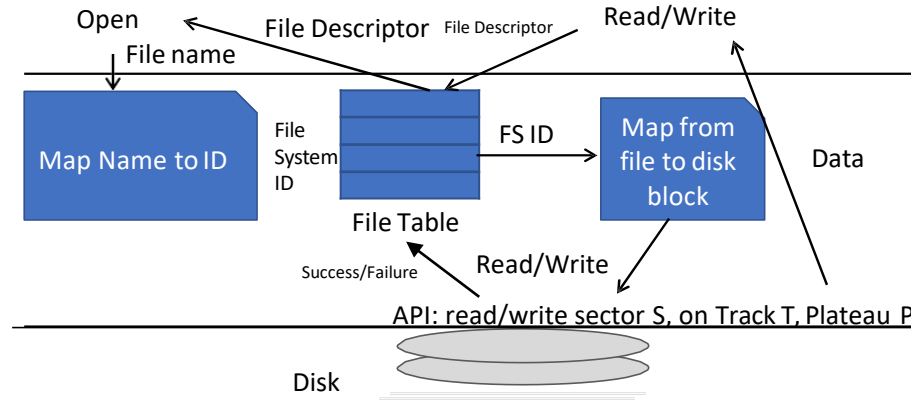 Open
File Descriptor
File Descriptor
Read/Write
File name
Map Name to ID
File
System
ID
FS ID
Map from
file to disk
block
Data
File Table
Success/Failure
Read/Write
API: read/write sector S, on Track T, Plateau P
Disk